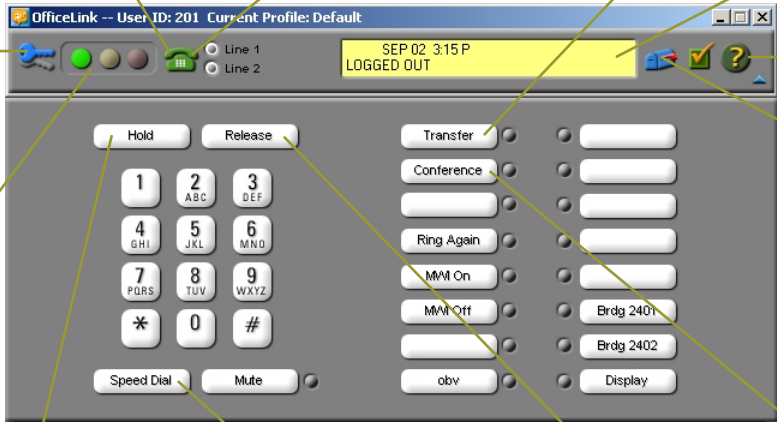 OfficeLink -- User ID: 201 Current Profile: Default
Line 1
Line 2
SEP 02 3:15 P
LOGGED OUT
?
Hold Release
Transfer
Conference
1 2 ABC 3 DEF
4 GHI 5 JKL 6 MNO
Ring Again
7 PQRS 8 TUV 9 WXYZ
MWI On
* 0 #
MWI Off Brdg 2401
Brdg 2402
Speed Dial Mute
obv Display